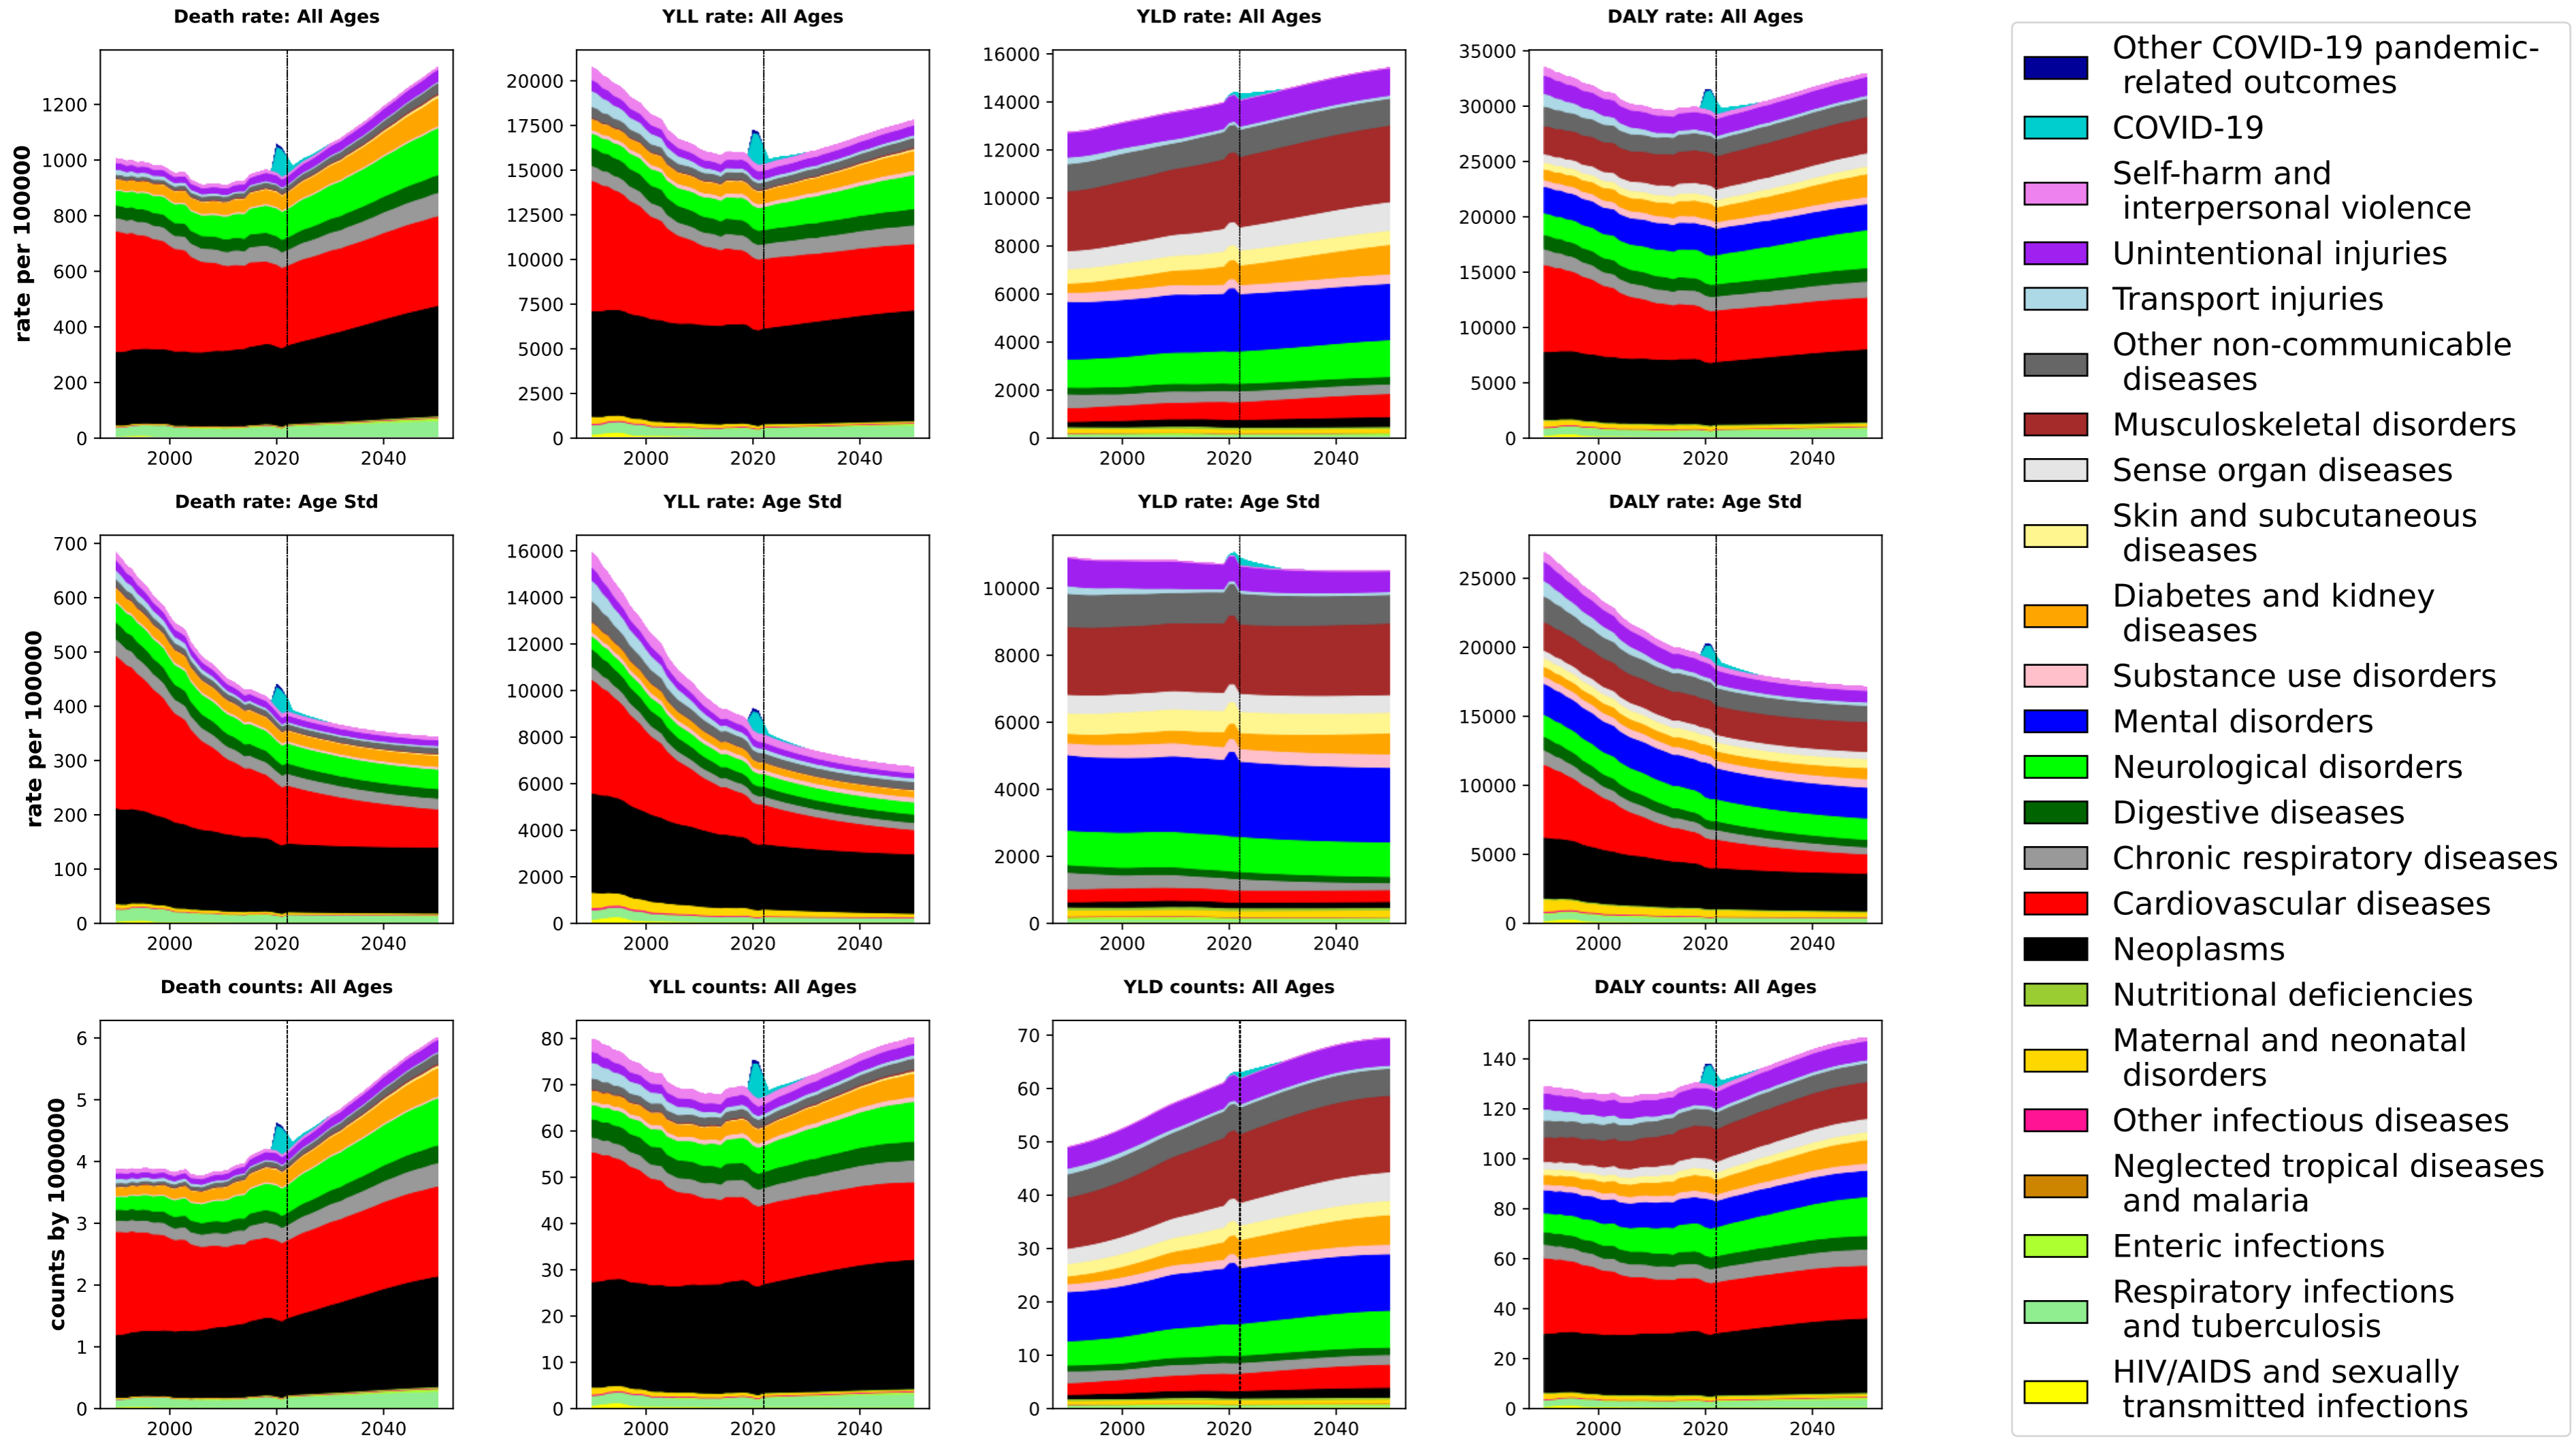 Death rate: All Ages
YLL rate: All Ages
YLD rate: All Ages
DALY rate: All Ages
rate per 100000
0
200
400
600
800
1000
1200
2000
2020
2040
0
2500
5000
7500
10000
12500
15000
17500
20000
2000
2020
2040
0
2000
4000
6000
8000
10000
12000
14000
16000
2000
2020
2040
0
5000
10000
15000
20000
25000
30000
35000
2000
2020
2040
Death rate: Age Std
YLL rate: Age Std
YLD rate: Age Std
DALY rate: Age Std
rate per 100000
0
100
200
300
400
500
600
700
2000
2020
2040
0
2000
4000
6000
8000
10000
12000
14000
16000
2000
2020
2040
0
2000
4000
6000
8000
10000
2000
2020
2040
0
5000
10000
15000
20000
25000
2000
2020
2040
Death counts: All Ages
YLL counts: All Ages
YLD counts: All Ages
DALY counts: All Ages
counts by 1000000
0
1
2
3
4
5
6
2000
2020
2040
0
10
20
30
40
50
60
70
80
2000
2020
2040
0
10
20
30
40
50
60
70
2000
2020
2040
0
20
40
60
80
100
120
140
2000
2020
2040
Other COVID-19 pandemic-
related outcomes
COVID-19
Self-harm and
interpersonal violence
Unintentional injuries
Transport injuries
Other non-communicable
diseases
Musculoskeletal disorders
Sense organ diseases
Skin and subcutaneous
diseases
Diabetes and kidney
diseases
Substance use disorders
Mental disorders
Neurological disorders
Digestive diseases
Chronic respiratory diseases
Cardiovascular diseases
Neoplasms
Nutritional deficiencies
Maternal and neonatal
disorders
Other infectious diseases
Neglected tropical diseases
and malaria
Enteric infections
Respiratory infections
and tuberculosis
HIV/AIDS and sexually
transmitted infections